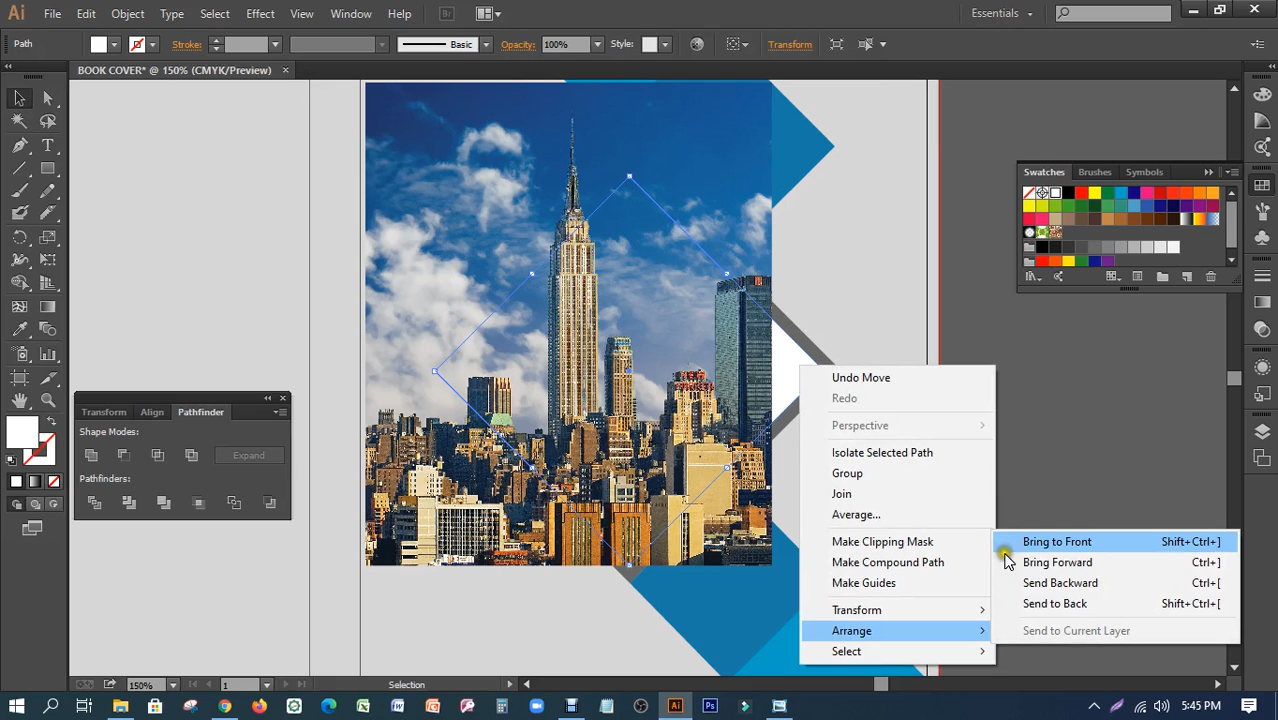 Ai File Edit Object Type Select Effect View Window Help Br Essentials
Path Stroke: Basic Opacity: 100% Style: Transform
BOOK COVER* @ 150% (CMYK/Preview)
Swatches Brushes Symbols
Transform Align Pathfinder
Shape Modes:
Expand
Pathfinders:
Undo Move
Redo
Perspective
Isolate Selected Path
Group
Join
Average...
Make Clipping Mask
Make Compound Path
Make Guides
Transform
Arrange
Select
Bring to Front Shift+Ctrl+]
Bring Forward Ctrl+]
Send Backward Ctrl+[
Send to Back Shift+Ctrl+[
Send to Current Layer
150% 1 Selection
5:45 PM